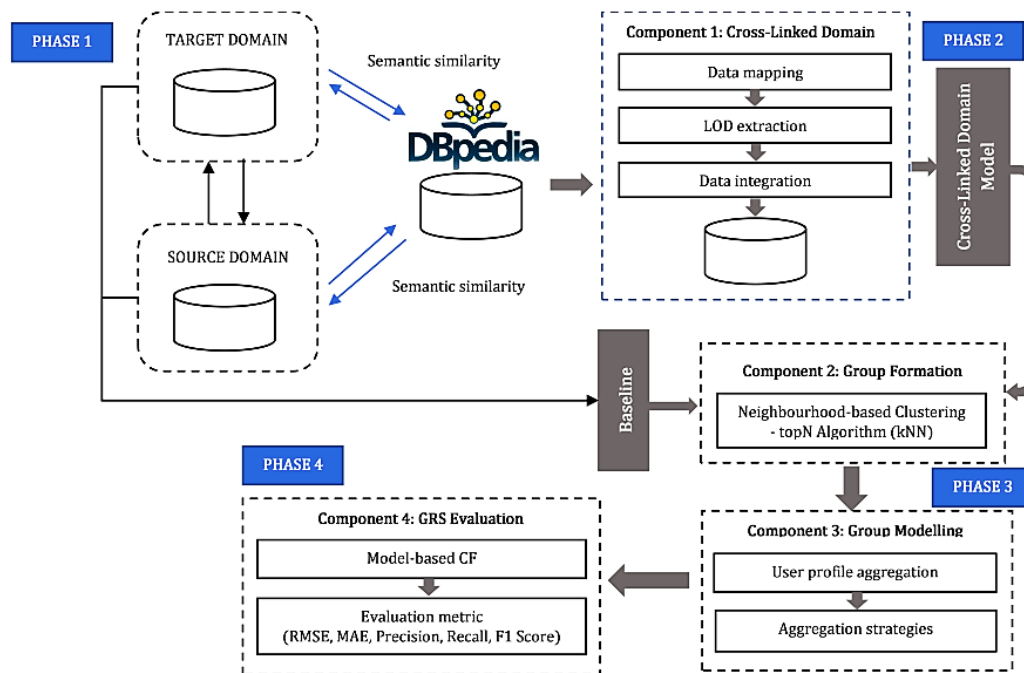 PHASE 1
TARGET DOMAIN
Semantic similarity
DBpedia
SOURCE DOMAIN
Semantic similarity
Component 1: Cross-Linked Domain
Data mapping
LOD extraction
Data integration
PHASE 2
Cross-Linked Domain
Model
Baseline
Component 2: Group Formation
Neighbourhood-based Clustering
- topN Algorithm (kNN)
PHASE 3
Component 3: Group Modelling
User profile aggregation
Aggregation strategies
PHASE 4
Component 4: GRS Evaluation
Model-based CF
Evaluation metric
(RMSE, MAE, Precision, Recall, F1 Score)